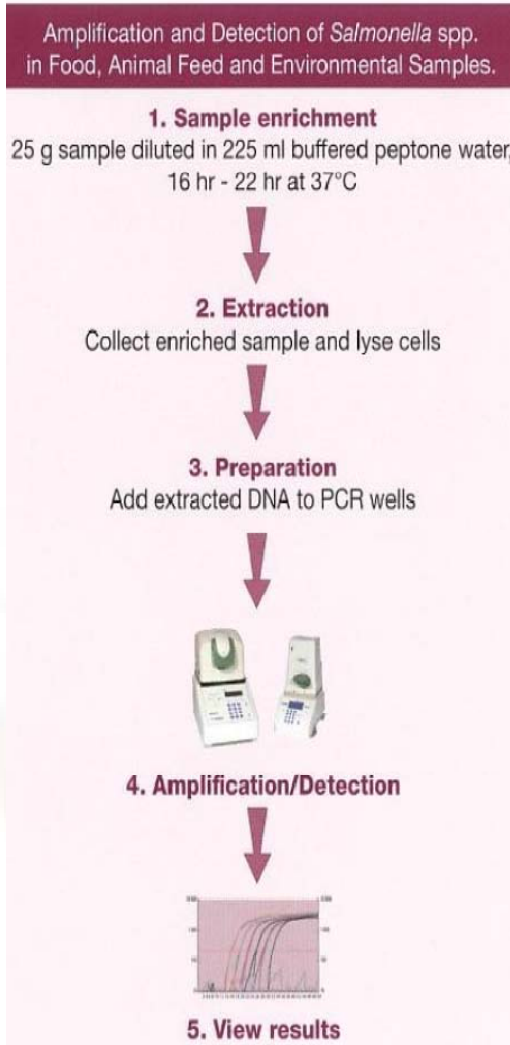 Amplification and Detection of Salmonella spp.
in Food, Animal Feed and Environmental Samples.
1. Sample enrichment
25 g sample diluted in 225 ml buffered peptone water,
16 hr - 22 hr at 37°C
2. Extraction
Collect enriched sample and lyse cells
3. Preparation
Add extracted DNA to PCR wells
4. Amplification/Detection
5. View results